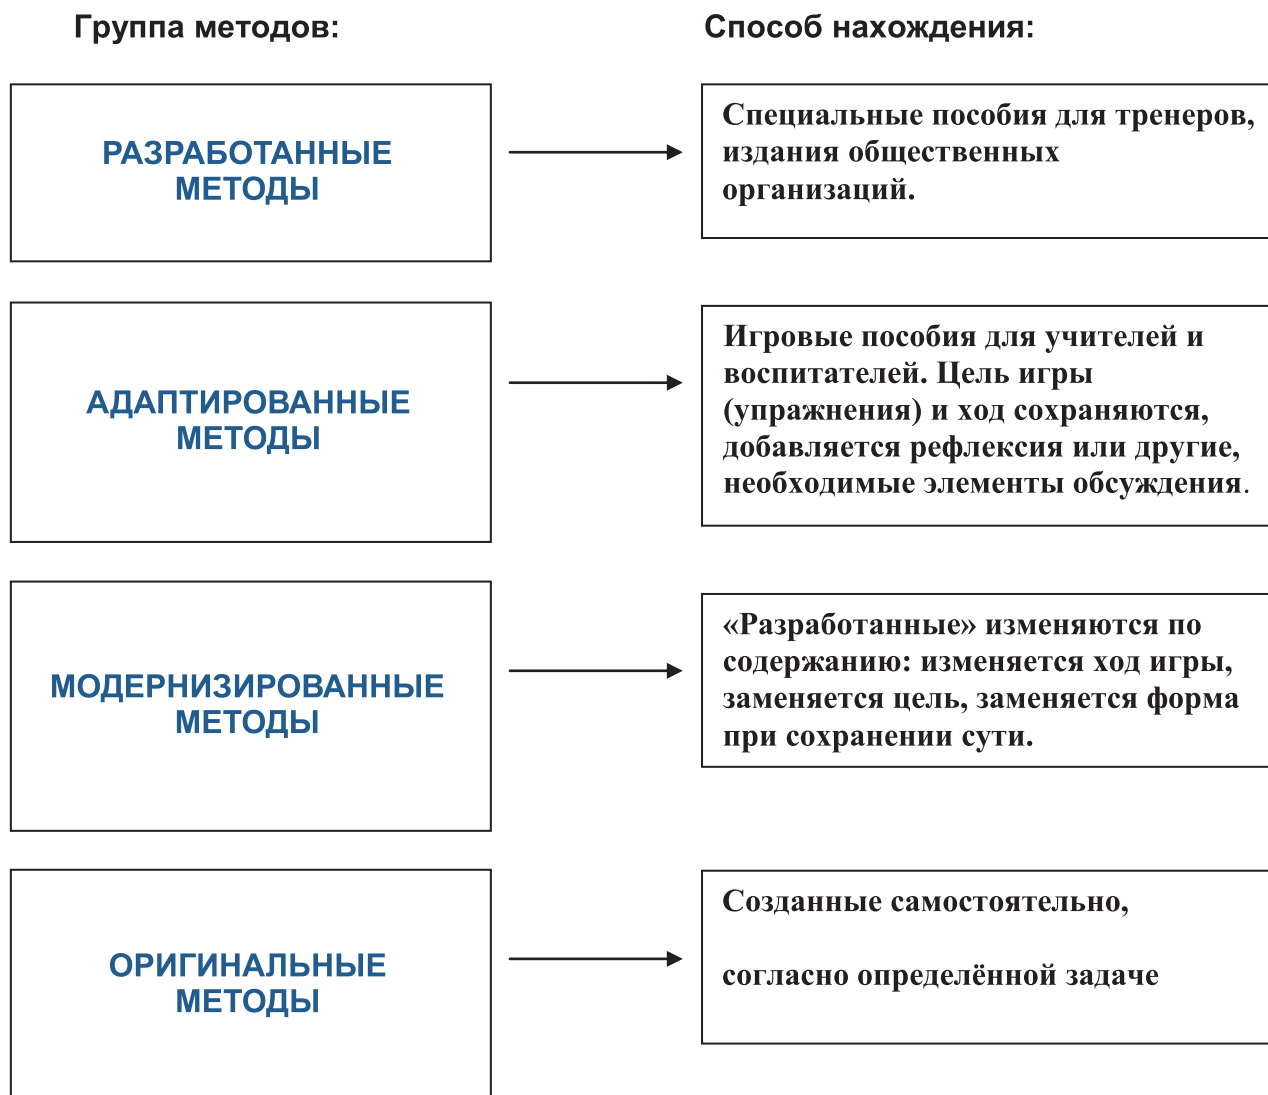 Группа методов:
Способ нахождения:
РАЗРАБОТАННЫЕ
МЕТОДЫ
Специальные пособия для тренеров,
издания общественных
организаций.
АДАПТИРОВАННЫЕ
МЕТОДЫ
Игровые пособия для учителей и
воспитателей. Цель игры
(упражнения) и ход сохраняются,
добавляется рефлексия или другие,
необходимые элементы обсуждения.
МОДЕРНИЗИРОВАННЫЕ
МЕТОДЫ
«Разработанные» изменяются по
содержанию: изменяется ход игры,
заменяется цель, заменяется форма
при сохранении сути.
ОРИГИНАЛЬНЫЕ
МЕТОДЫ
Созданные самостоятельно,
согласно определённой задаче